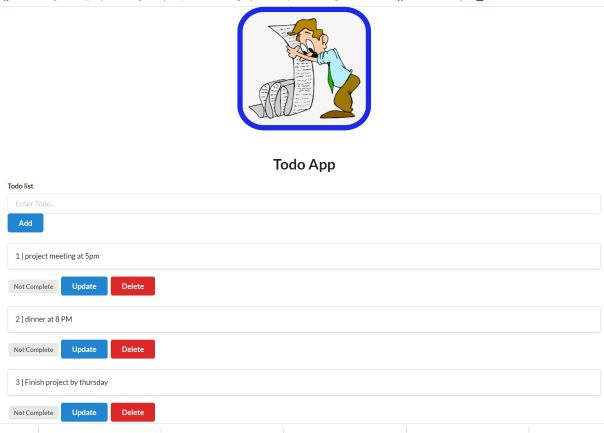 Todo App
Todo list
Enter Todo..
Add
1 | project meeting at 5pm
Not Complete Update Delete
2 | dinner at 8 PM
Not Complete Update Delete
3 | Finish project by thursday
Not Complete Update Delete